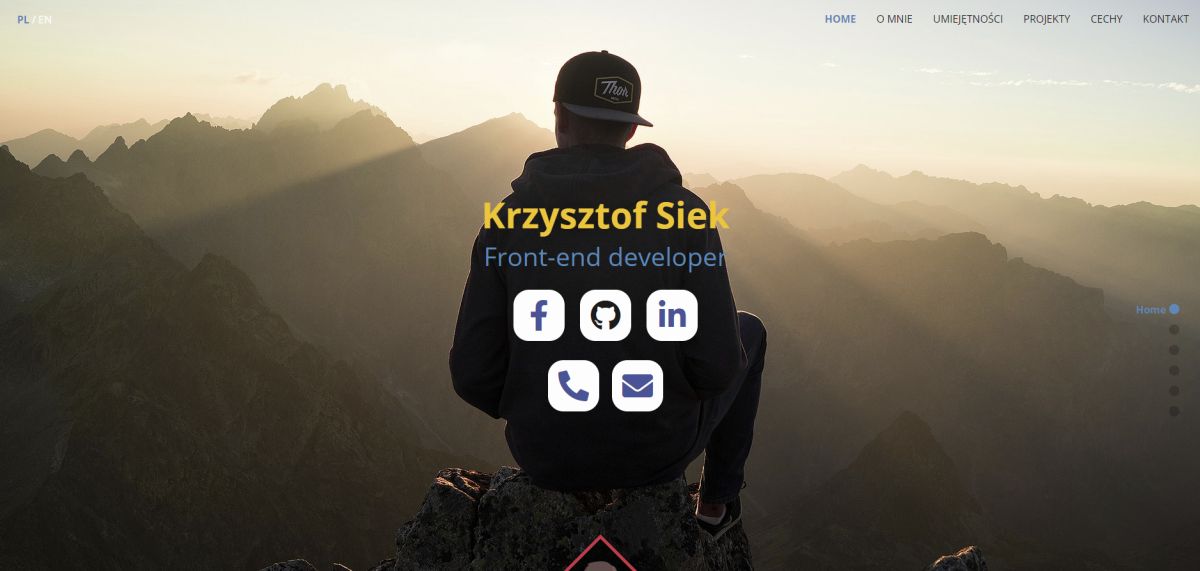 PL / EN
HOME O MNIE UMIEJĘTNOŚCI PROJEKTY CECHY KONTAKT
Thor
Krzysztof Siek
Front-end developer
Home